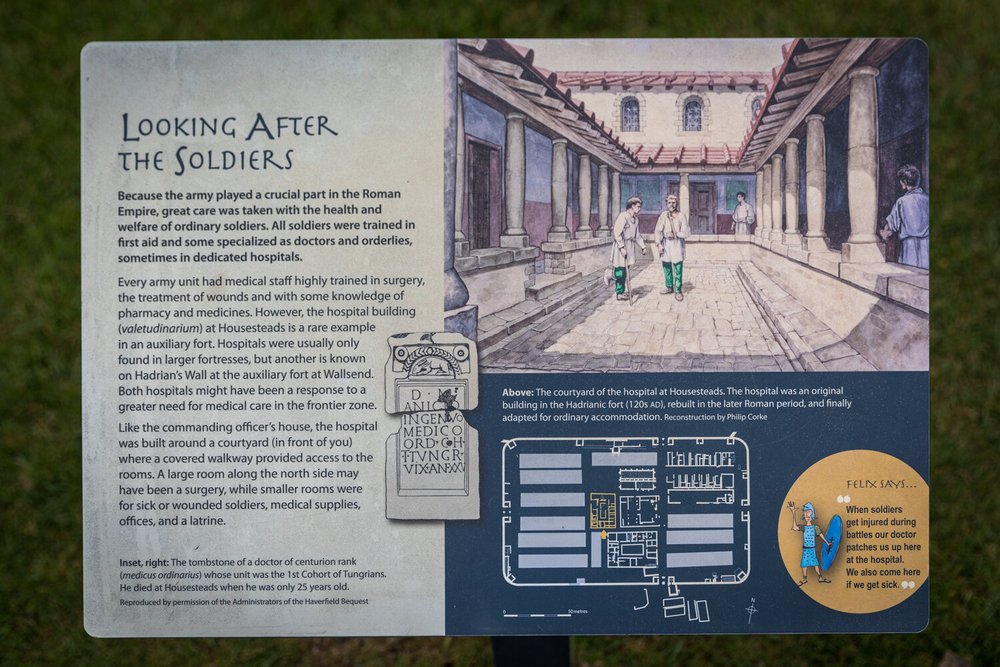 LOOKING AFTER
THE SOLDIERS
Because the army played a crucial part in the Roman
Empire, great care was taken with the health and
welfare of ordinary soldiers. All soldiers were trained in
first aid and some specialized as doctors and orderlies,
sometimes in dedicated hospitals.
Every army unit had medical staff highly trained in surgery,
the treatment of wounds and with some knowledge of
pharmacy and medicines. However, the hospital building
(valetudinarium) at Housesteads is a rare example
in an auxiliary fort. Hospitals were usually only
found in larger fortresses, but another is known
on Hadrian's Wall at the auxiliary fort at Wallsend.
Both hospitals might have been a response to a
greater need for medical care in the frontier zone.
Like the commanding officer's house, the hospital
was built around a courtyard (in front of you)
where a covered walkway provided access to the
rooms. A large room along the north side may
have been a surgery, while smaller rooms were
for sick or wounded soldiers, medical supplies,
offices, and a latrine.
Inset, right: The tombstone of a doctor of centurion rank
(medicus ordinarius) whose unit was the 1st Cohort of Tungrians.
He died at Housesteads when he was only 25 years old.
Reproduced by permission of the Administrators of the Haverfield Bequest
D
ANICIO
INGENVO
MEDICO
ORD COH
TTVNGR
VIX AN XXV
Above: The courtyard of the hospital at Housesteads. The hospital was an original
building in the Hadrianic fort (120s AD), rebuilt in the later Roman period, and finally
adapted for ordinary accommodation. Reconstruction by Philip Corke
0 50 metres
N
FELIX SAYS...
“When soldiers
get injured during
battles our doctor
patches us up here
at the hospital.
We also come here
if we get sick.”